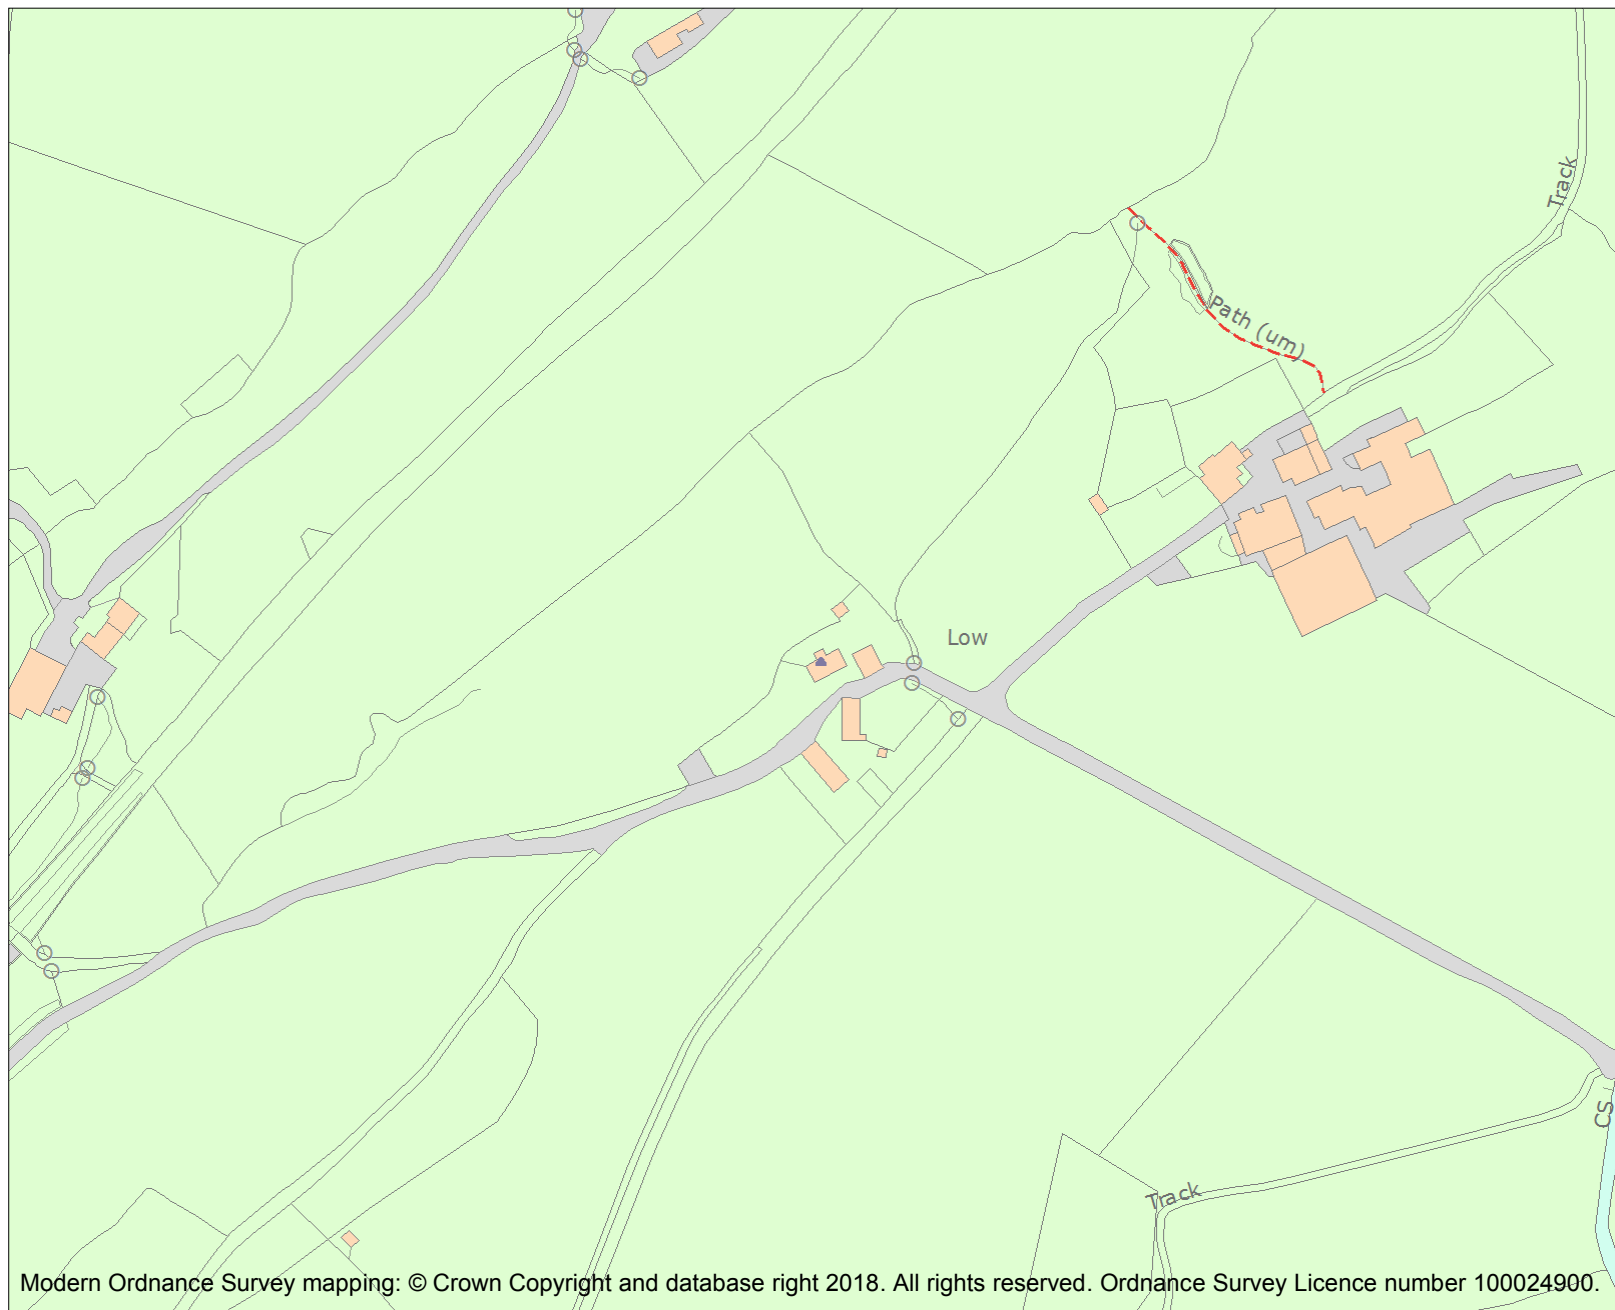 Track
Path (um)
Low
CS
Track
Modern Ordnance Survey mapping: © Crown Copyright and database right 2018. All rights reserved. Ordnance Survey Licence number 100024900.